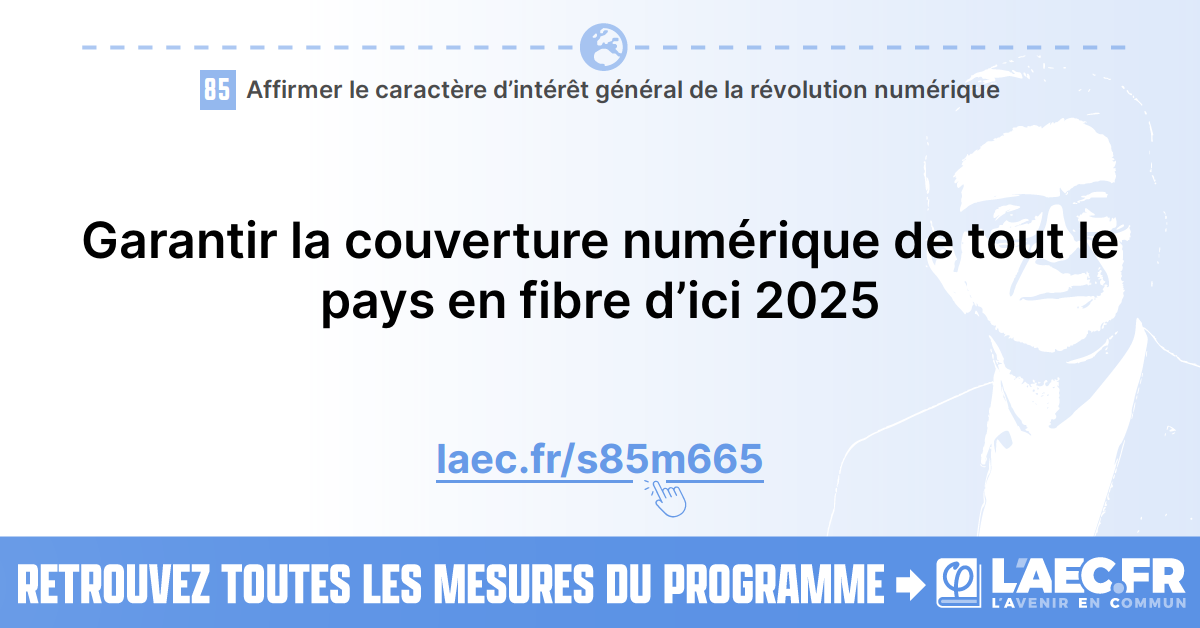 85 Affirmer le caractère d’intérêt général de la révolution numérique
Garantir la couverture numérique de tout le
pays en fibre d’ici 2025
laec.fr/s85m665
RETROUVEZ TOUTES LES MESURES DU PROGRAMME
L'AEC.FR
L'AVENIR EN COMMUN